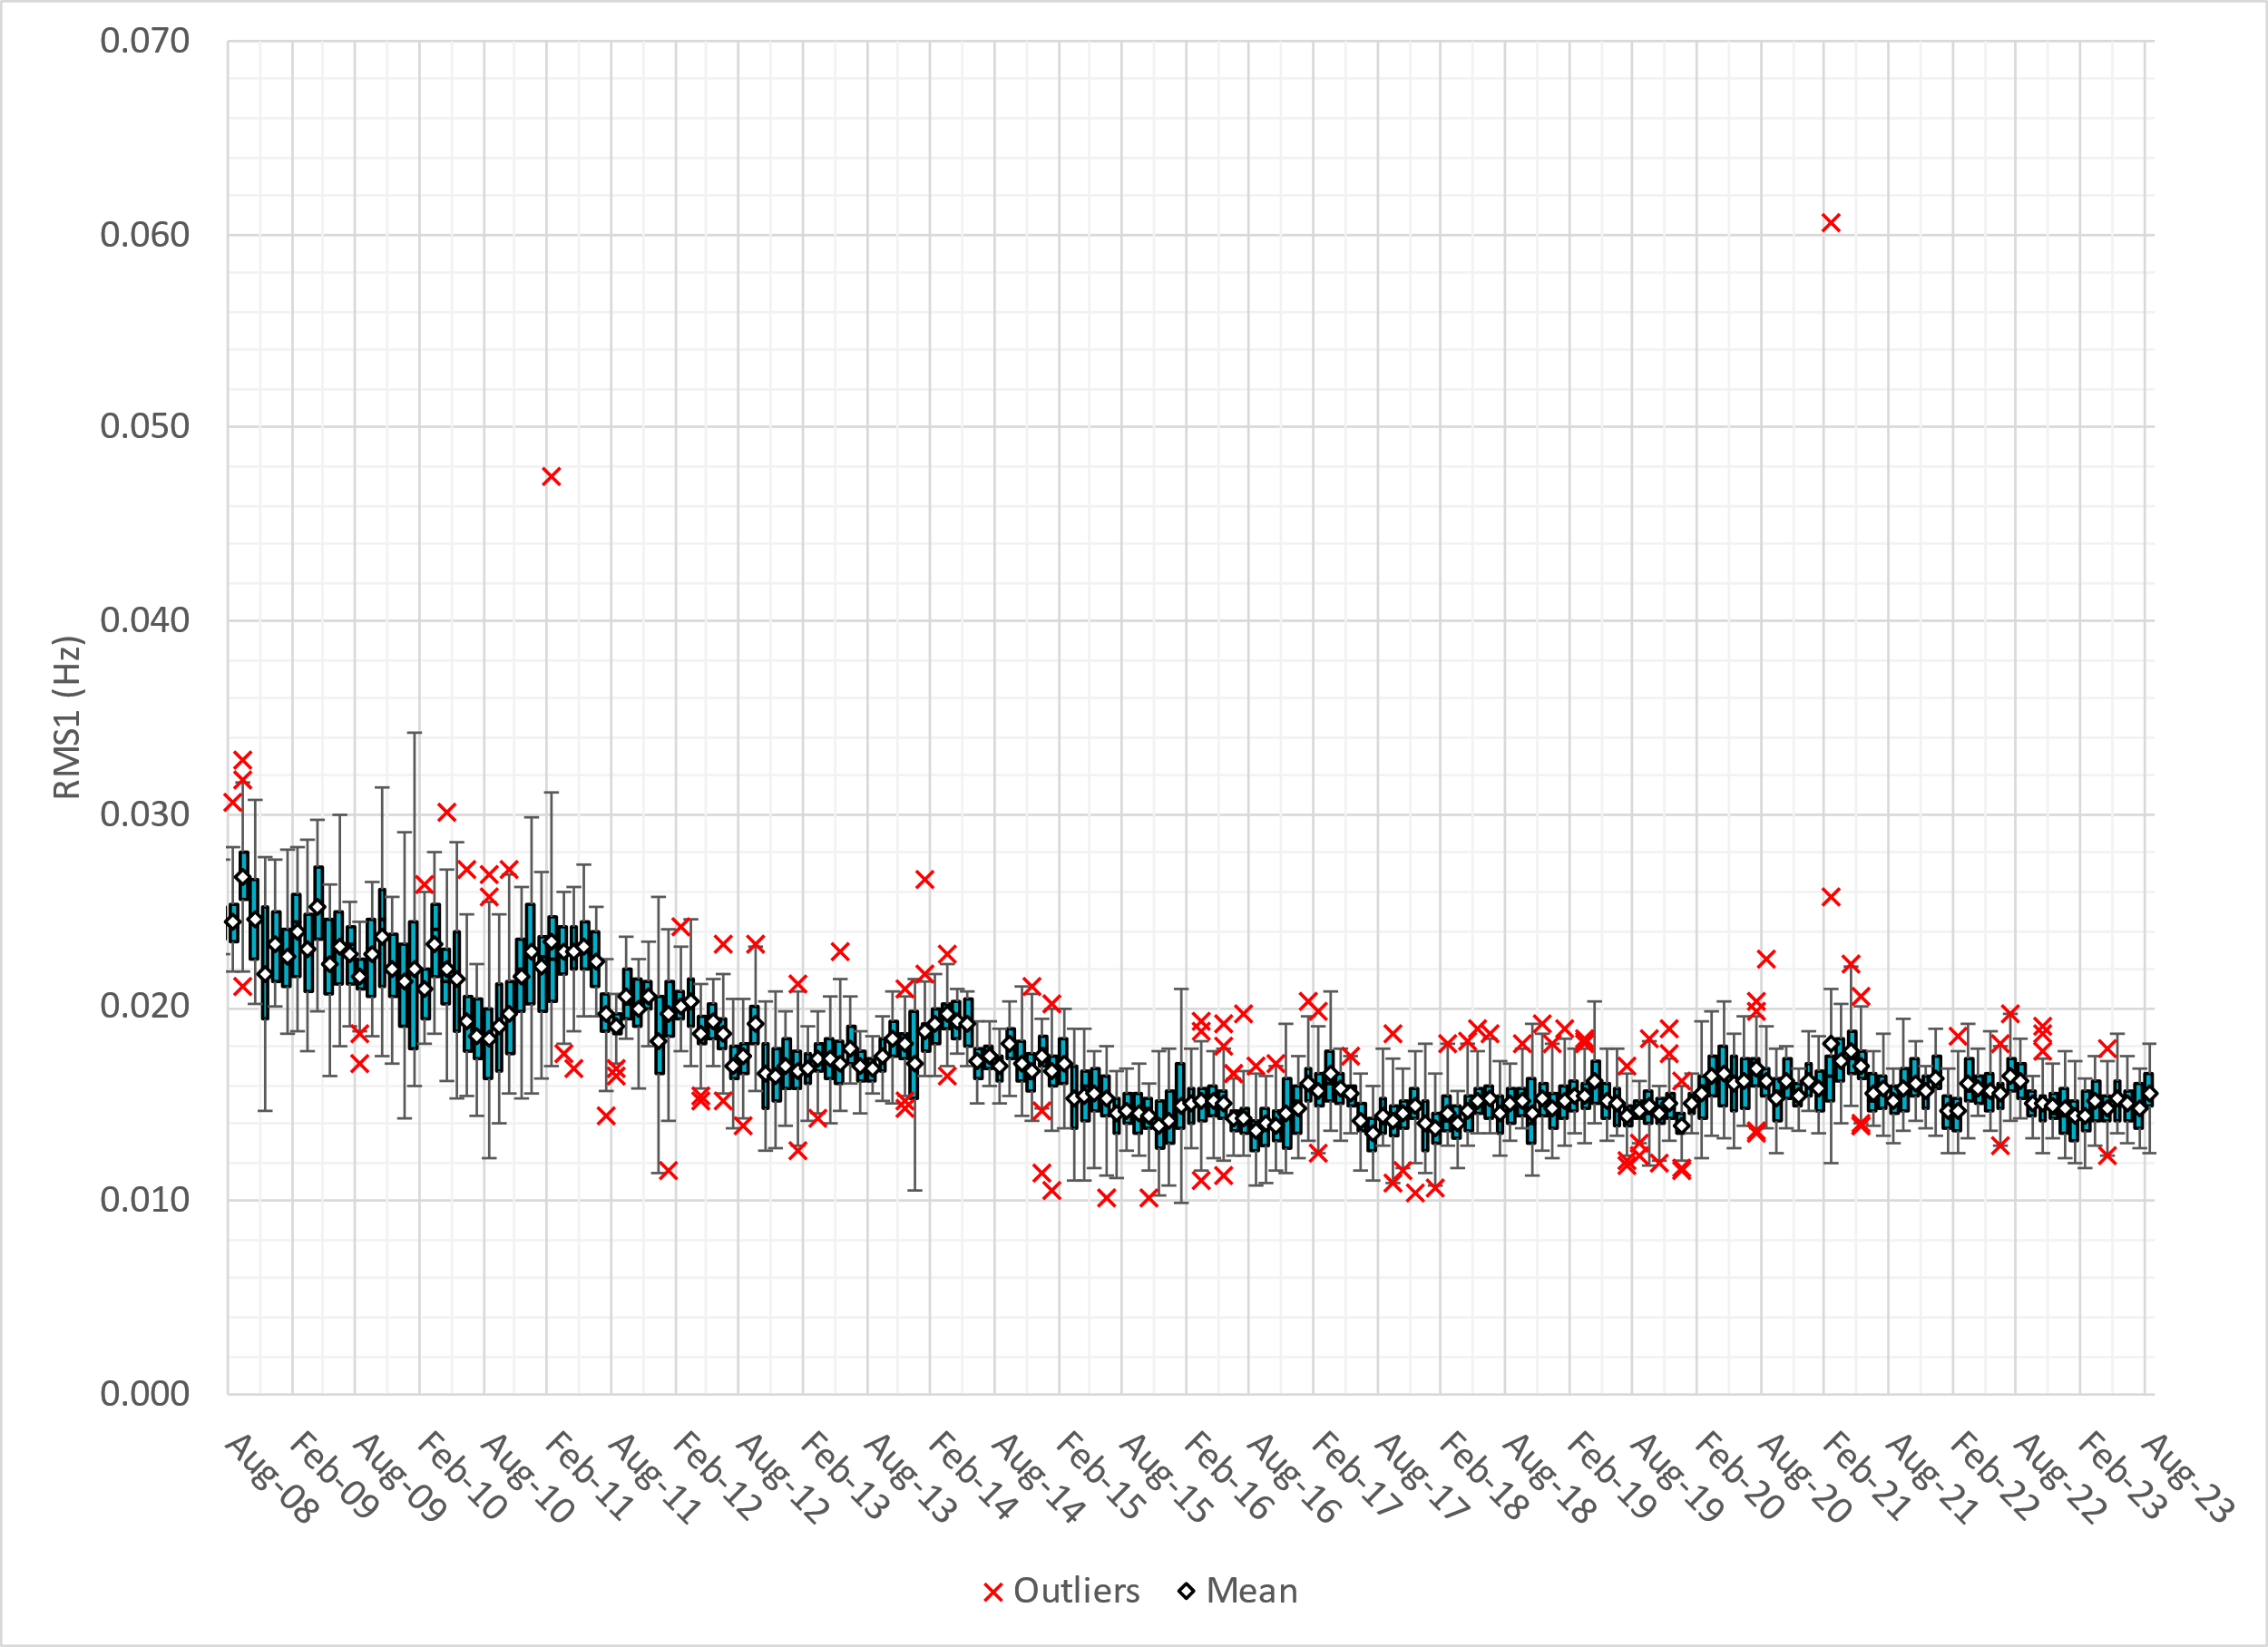 0.070
0.060
0.050
0.040
0.030
0.020
0.010
0.000
RMS1 (Hz)
Aug-08
Feb-09
Aug-09
Feb-10
Aug-10
Feb-11
Aug-11
Feb-12
Aug-12
Feb-13
Aug-13
Feb-14
Aug-14
Feb-15
Aug-15
Feb-16
Aug-16
Feb-17
Aug-17
Feb-18
Aug-18
Feb-19
Aug-19
Feb-20
Aug-20
Feb-21
Aug-21
Feb-22
Aug-22
Feb-23
Aug-23
Outliers Mean